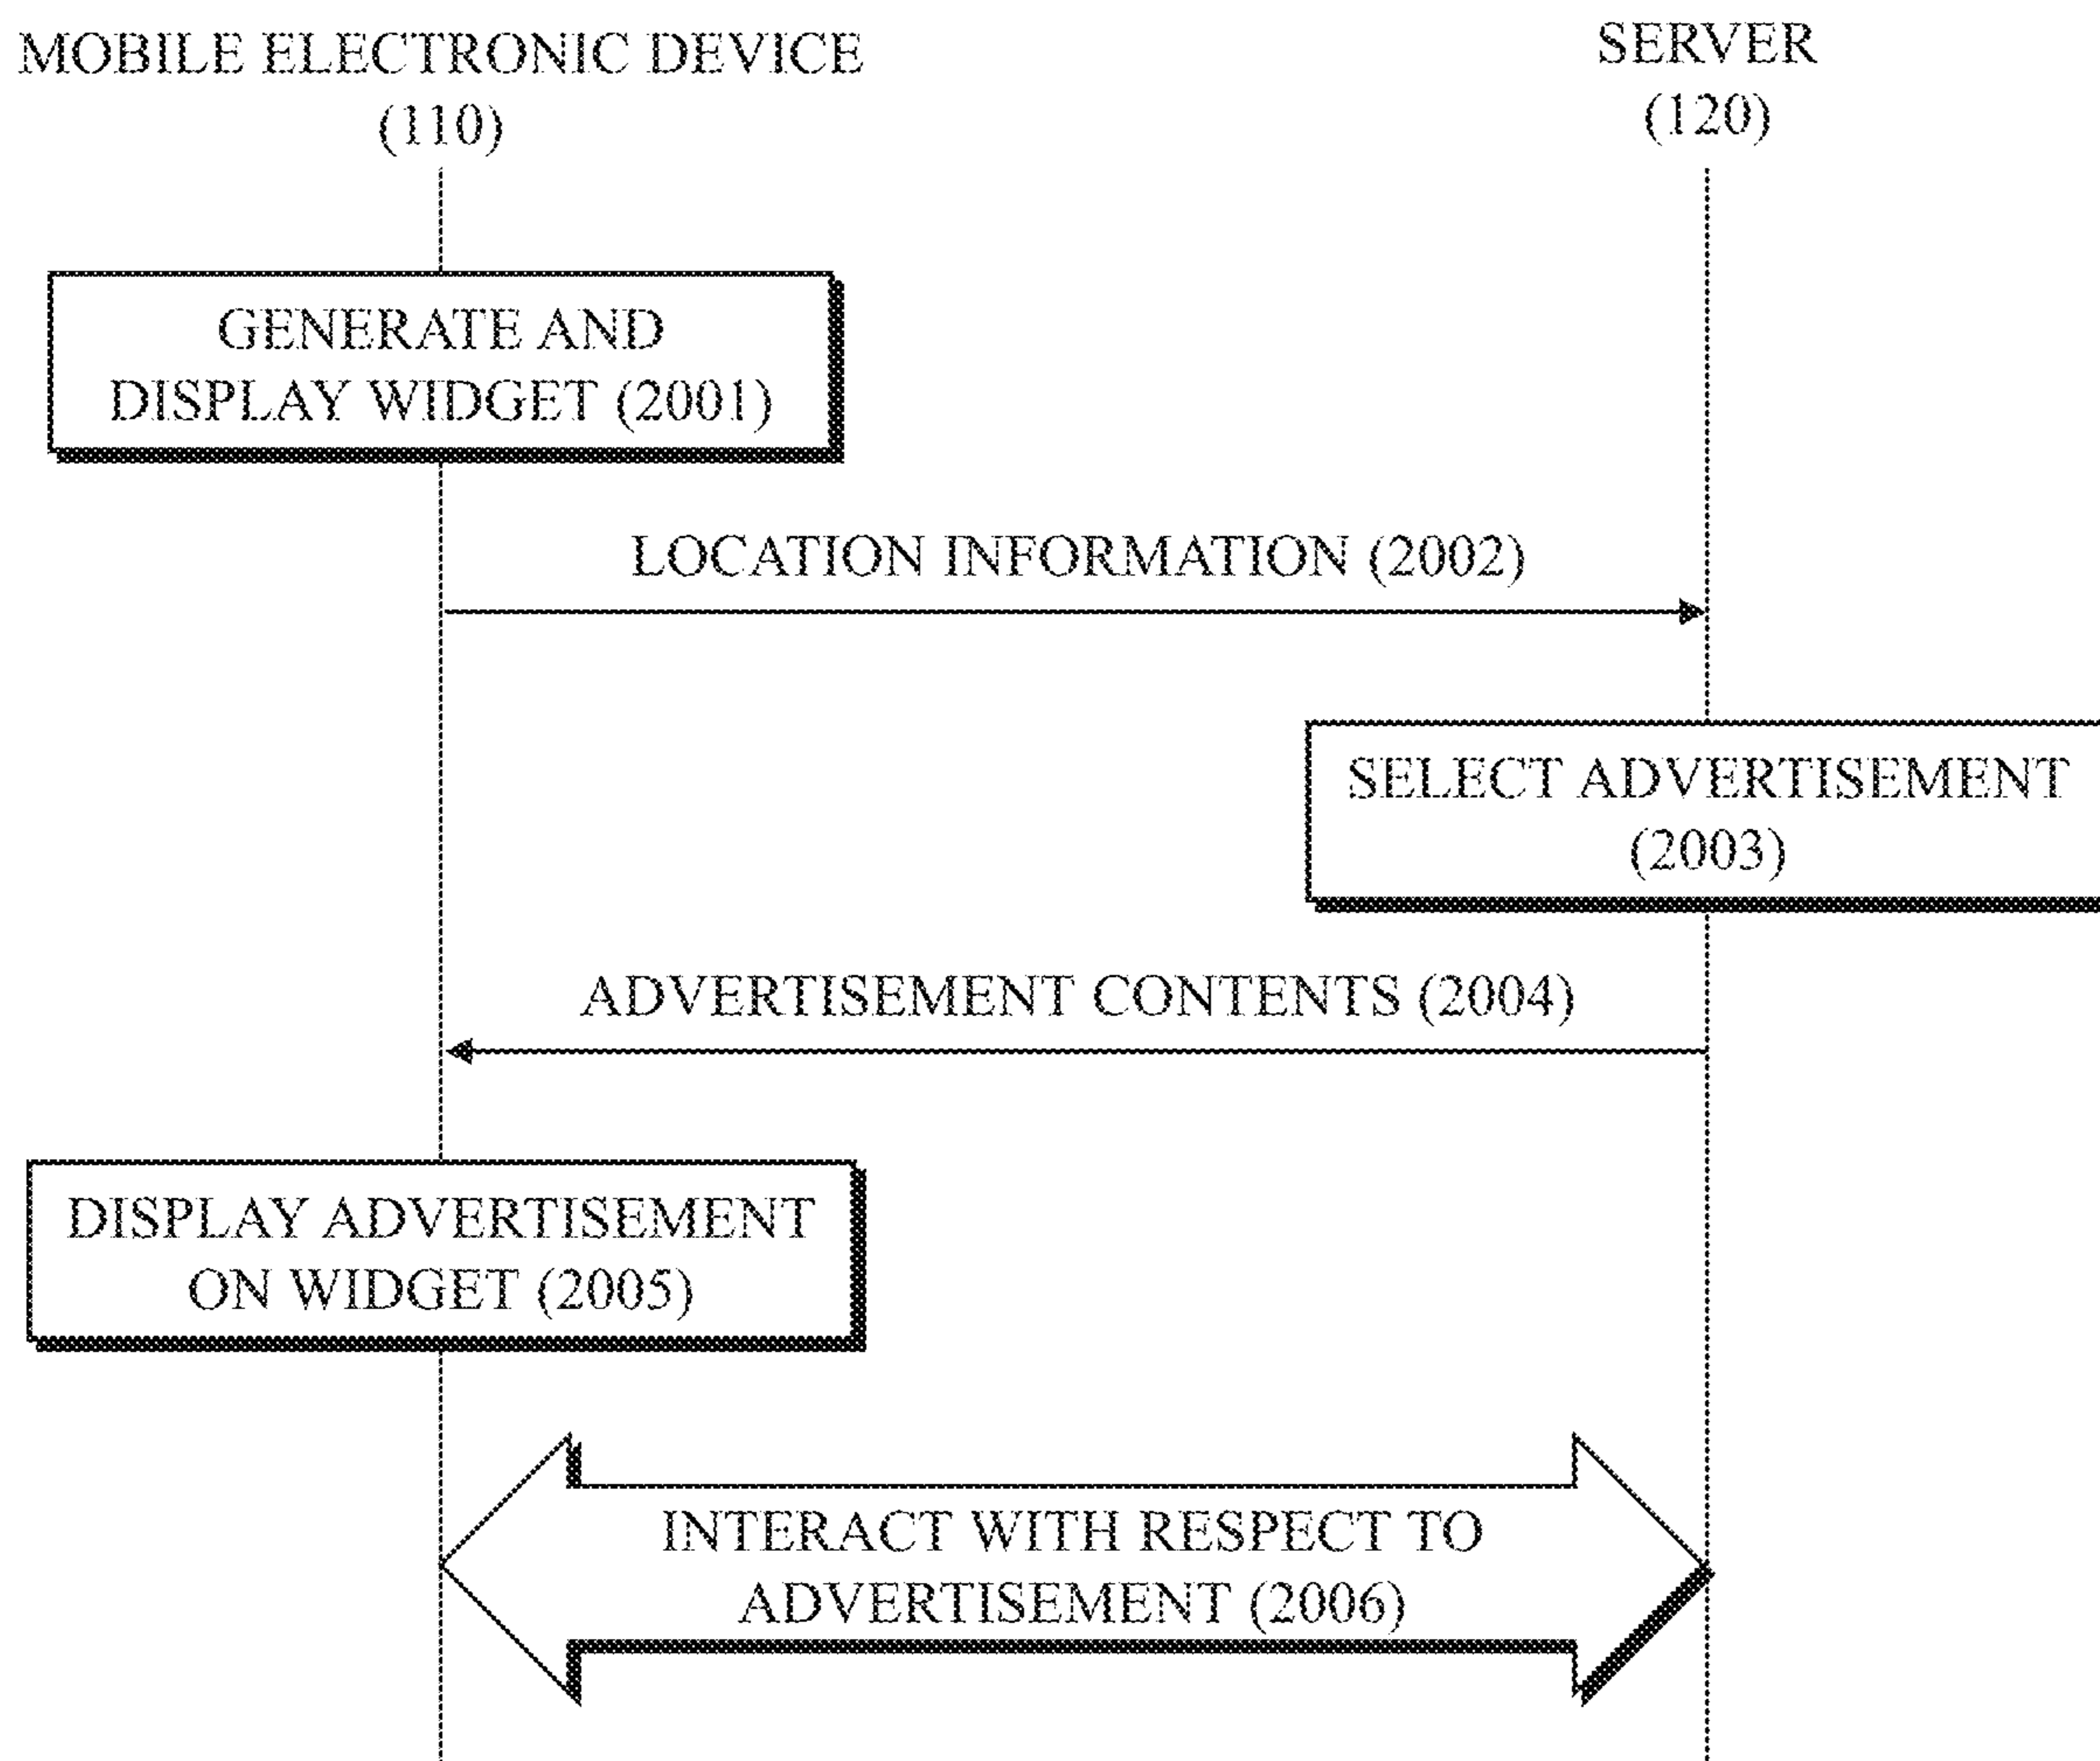 MOBILE ELECTRONIC DEVICE
(110)
SERVER
(120)
GENERATE AND
DISPLAY WIDGET (2001)
LOCATION INFORMATION (2002)
SELECT ADVERTISEMENT
(2003)
ADVERTISEMENT CONTENTS (2004)
DISPLAY ADVERTISEMENT
ON WIDGET (2005)
INTERACT WITH RESPECT TO
ADVERTISEMENT (2006)